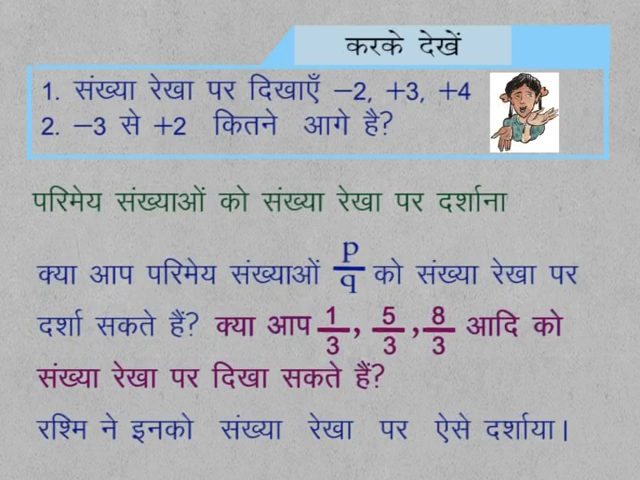 करके देखें
1. संख्या रेखा पर दिखाएँ –2, +3, +4
2. –3 से +2 कितने आगे है?
परिमेय संख्याओं को संख्या रेखा पर दर्शाना
क्या आप परिमेय संख्याओं p/q को संख्या रेखा पर
दर्शा सकते हैं? क्या आप 1/3, 5/3, 8/3 आदि को
संख्या रेखा पर दिखा सकते हैं?
रश्मि ने इनको संख्या रेखा पर ऐसे दर्शाया।